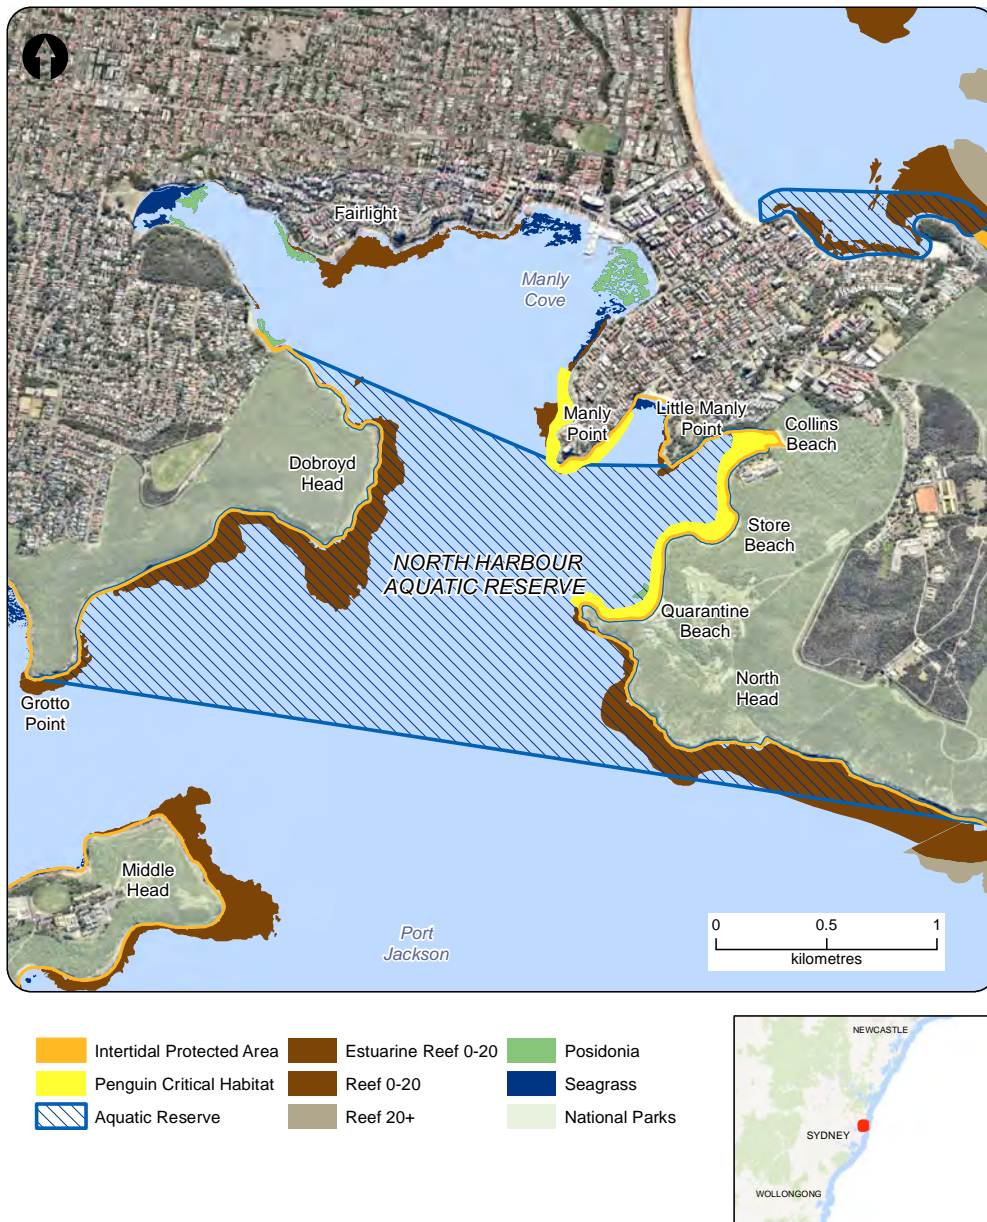 Fairlight
Manly
Cove
Manly
Point
Little Manly
Point
Collins
Beach
Dobroyd
Head
Store
Beach
NORTH HARBOUR
AQUATIC RESERVE
Quarantine
Beach
North
Head
Grotto
Point
Middle
Head
Port
Jackson
0 0.5 1
kilometres
Intertidal Protected Area
Penguin Critical Habitat
Aquatic Reserve
Estuarine Reef 0-20
Reef 0-20
Reef 20+
Posidonia
Seagrass
National Parks
NEWCASTLE
SYDNEY
WOLLONGONG